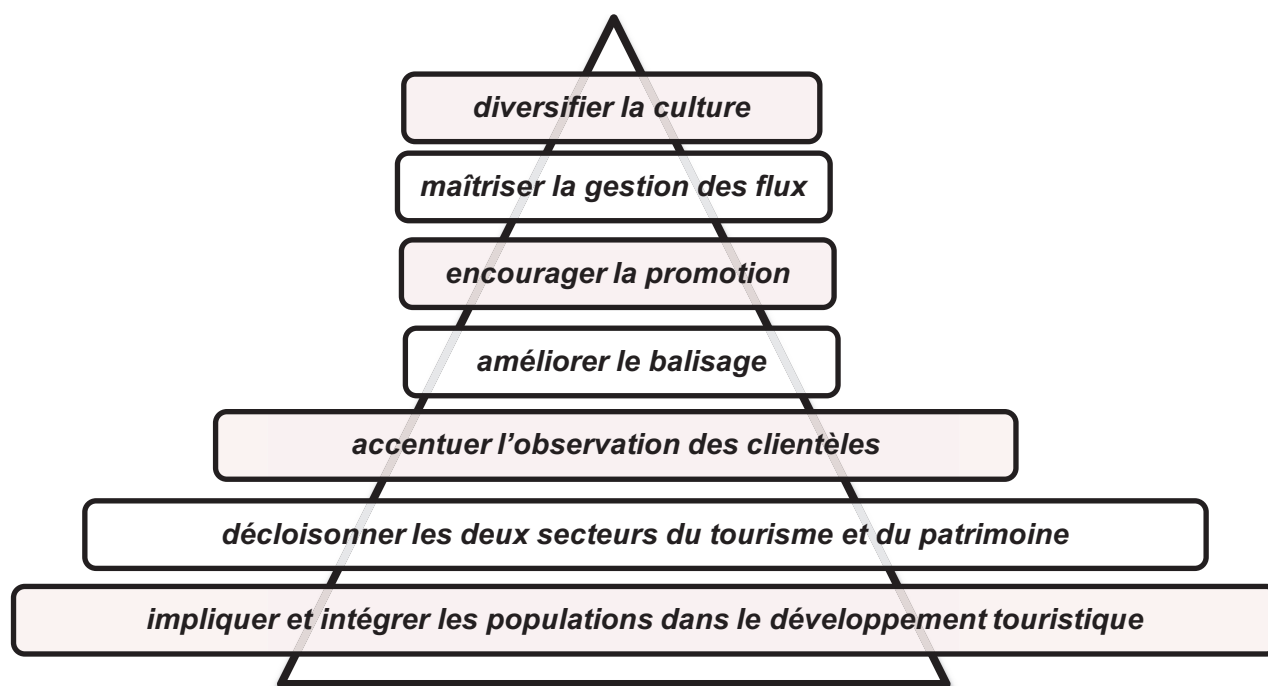 diversifier la culture
maîtriser la gestion des flux
encourager la promotion
améliorer le balisage
accentuer l’observation des clientèles
décloisonner les deux secteurs du tourisme et du patrimoine
impliquer et intégrer les populations dans le développement touristique